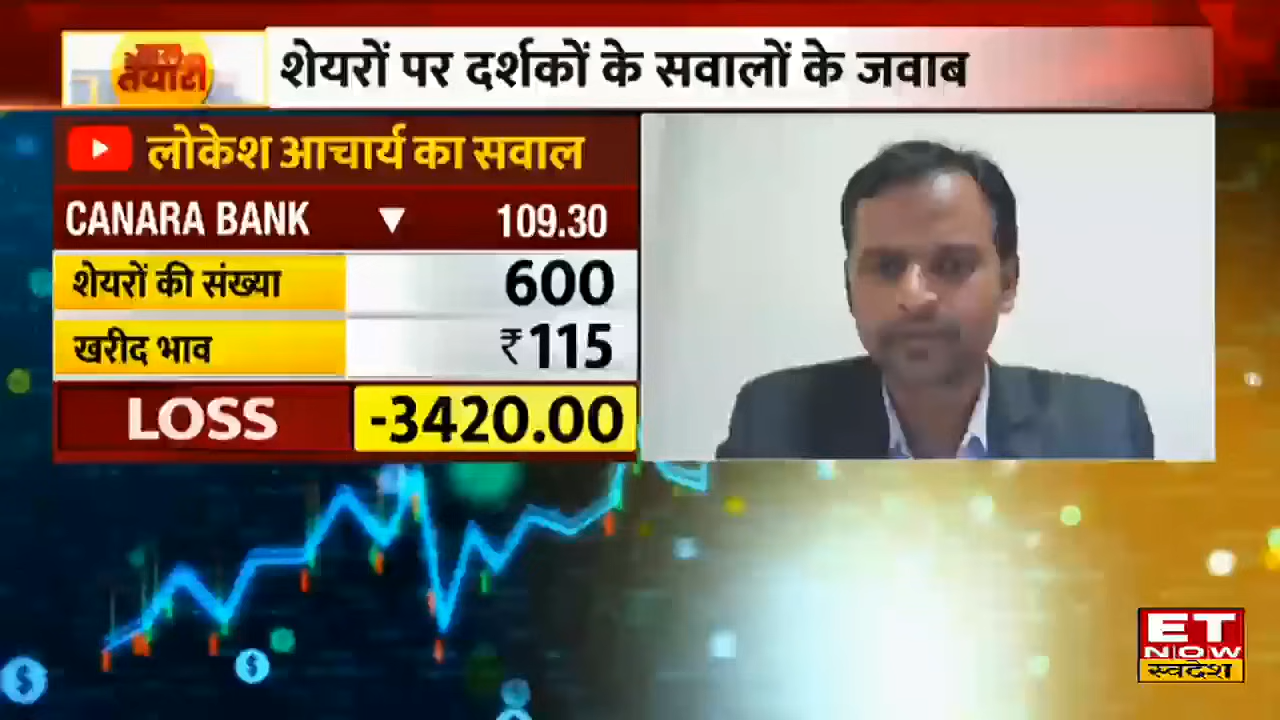 तैयारी
शेयरों पर दर्शकों के सवालों के जवाब
लोकेश आचार्य का सवाल
CANARA BANK ▼ 109.30
शेयरों की संख्या 600
खरीद भाव ₹115
LOSS -3420.00
$ $
ET
NOW
स्वदेश